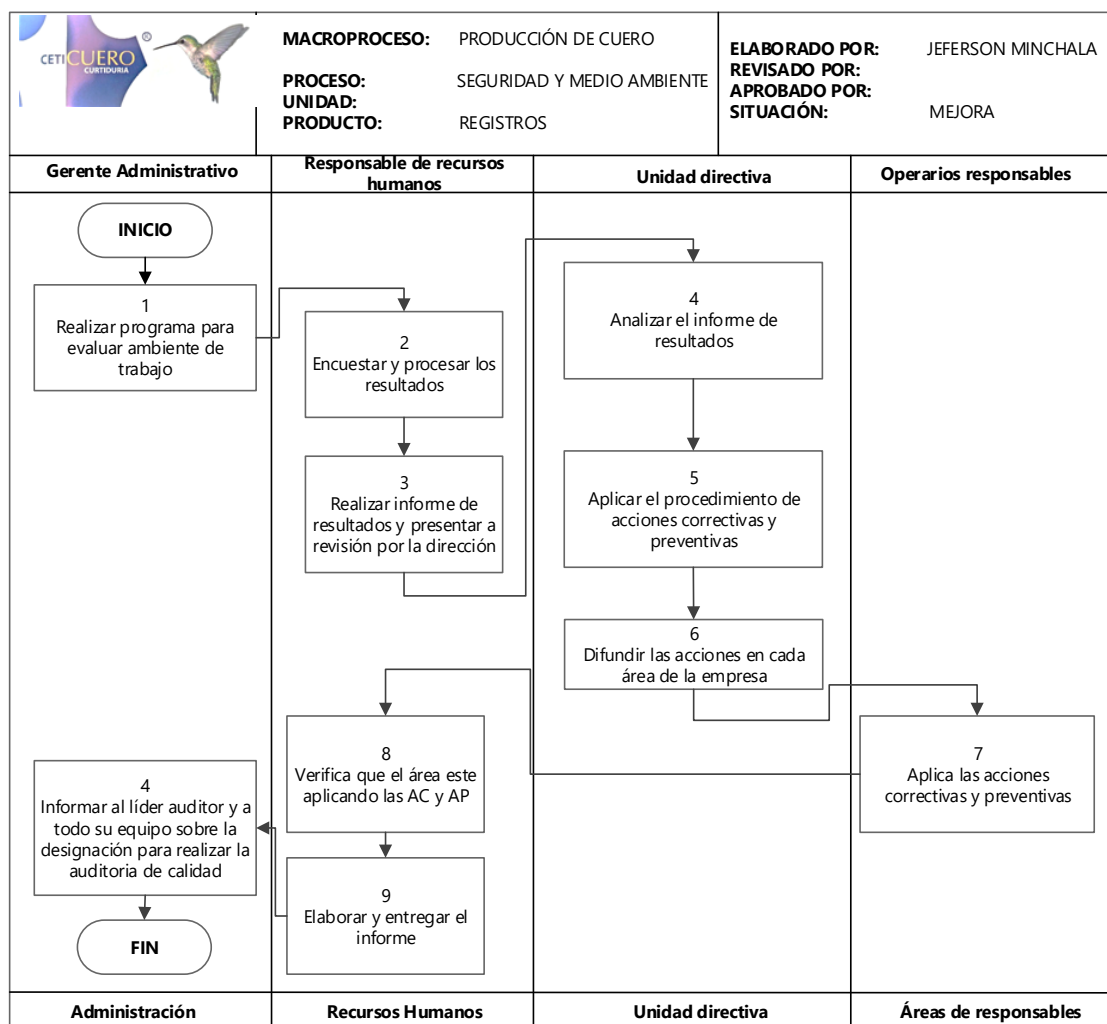 CETICUERO ®
CURTIDURIA
MACROPROCESO: PRODUCCIÓN DE CUERO
PROCESO: SEGURIDAD Y MEDIO AMBIENTE
UNIDAD:
PRODUCTO: REGISTROS
ELABORADO POR: JEFERSON MINCHALA
REVISADO POR:
APROBADO POR:
SITUACIÓN: MEJORA
Gerente Administrativo
Responsable de recursos
humanos
Unidad directiva
Operarios responsables
INICIO
1
Realizar programa para
evaluar ambiente de
trabajo
2
Encuestar y procesar los
resultados
3
Realizar informe de
resultados y presentar a
revisión por la dirección
4
Analizar el informe de
resultados
5
Aplicar el procedimiento de
acciones correctivas y
preventivas
6
Difundir las acciones en cada
área de la empresa
7
Aplica las acciones
correctivas y preventivas
8
Verifica que el área este
aplicando las AC y AP
9
Elaborar y entregar el
informe
4
Informar al líder auditor y a
todo su equipo sobre la
designación para realizar la
auditoria de calidad
FIN
Administración
Recursos Humanos
Unidad directiva
Áreas de responsables